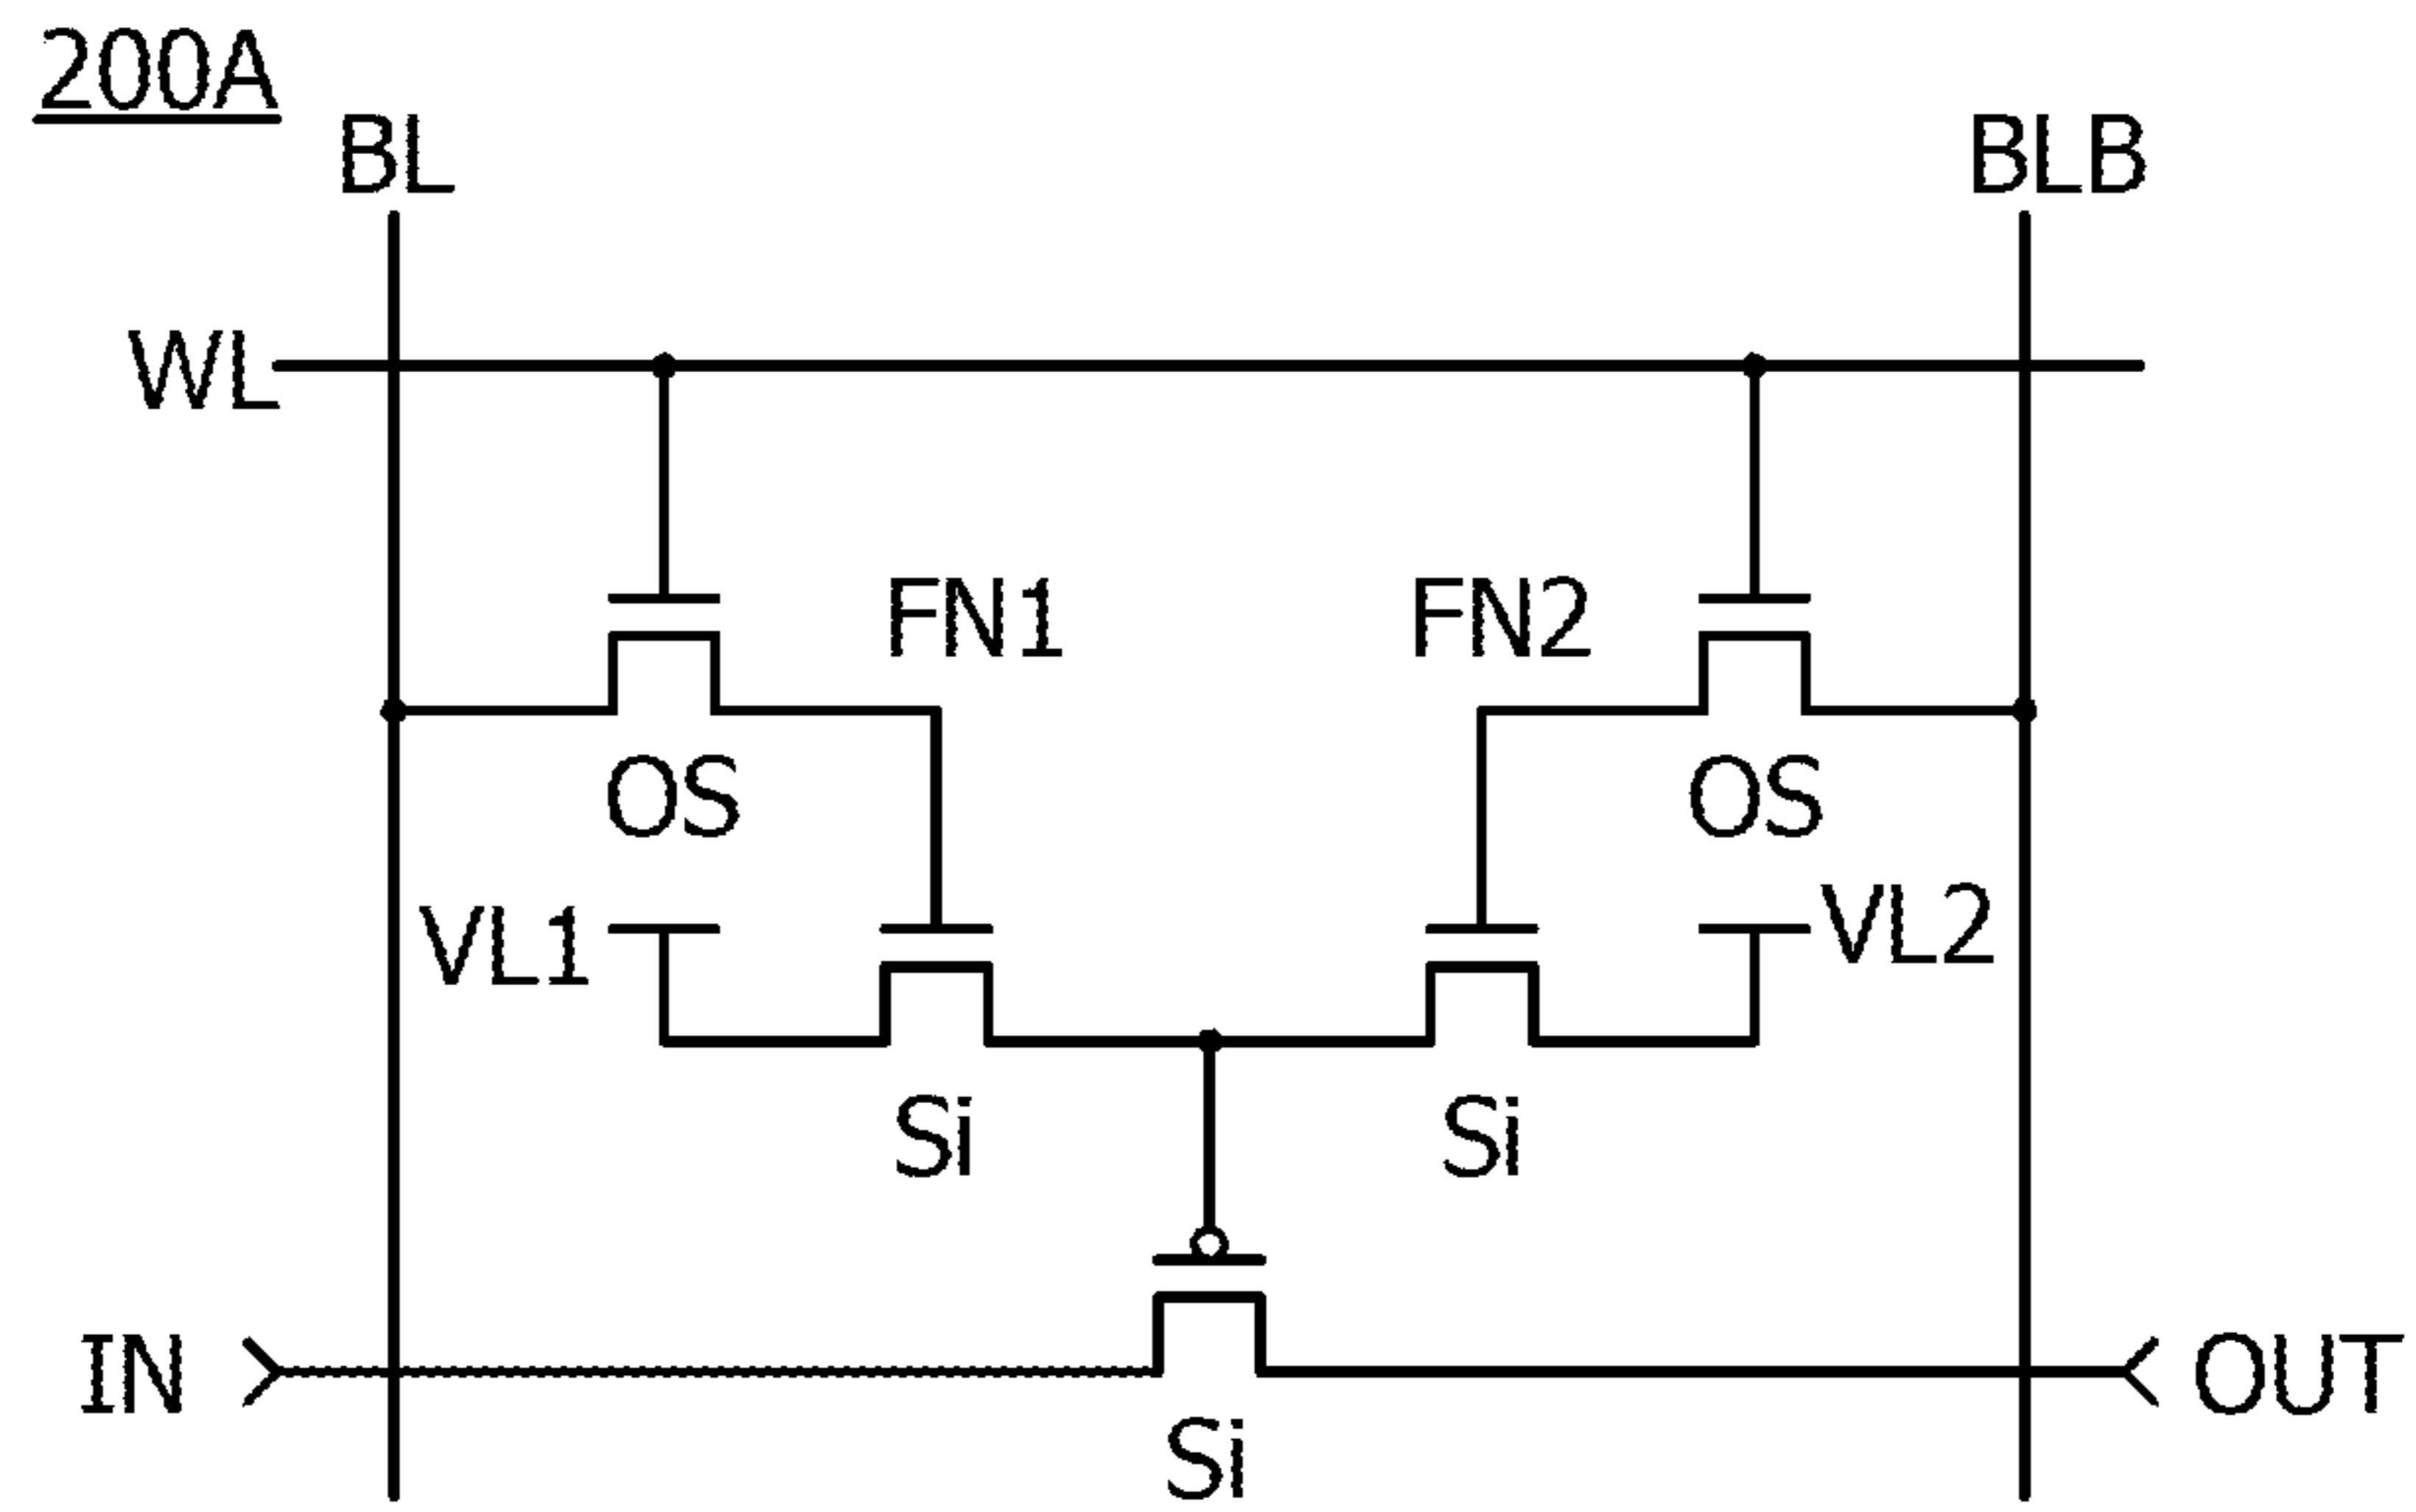 200A
BL BLB
WL
FN1 FN2
OS OS
VL1 VL2
Si Si
IN OUT
Si